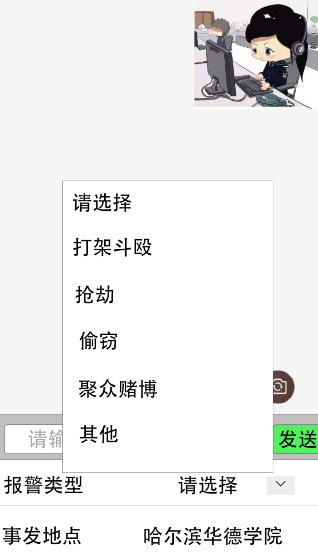 请选择
打架斗殴
抢劫
偷窃
聚众赌博
其他
请输
发送
报警类型 请选择
事发地点 哈尔滨华德学院